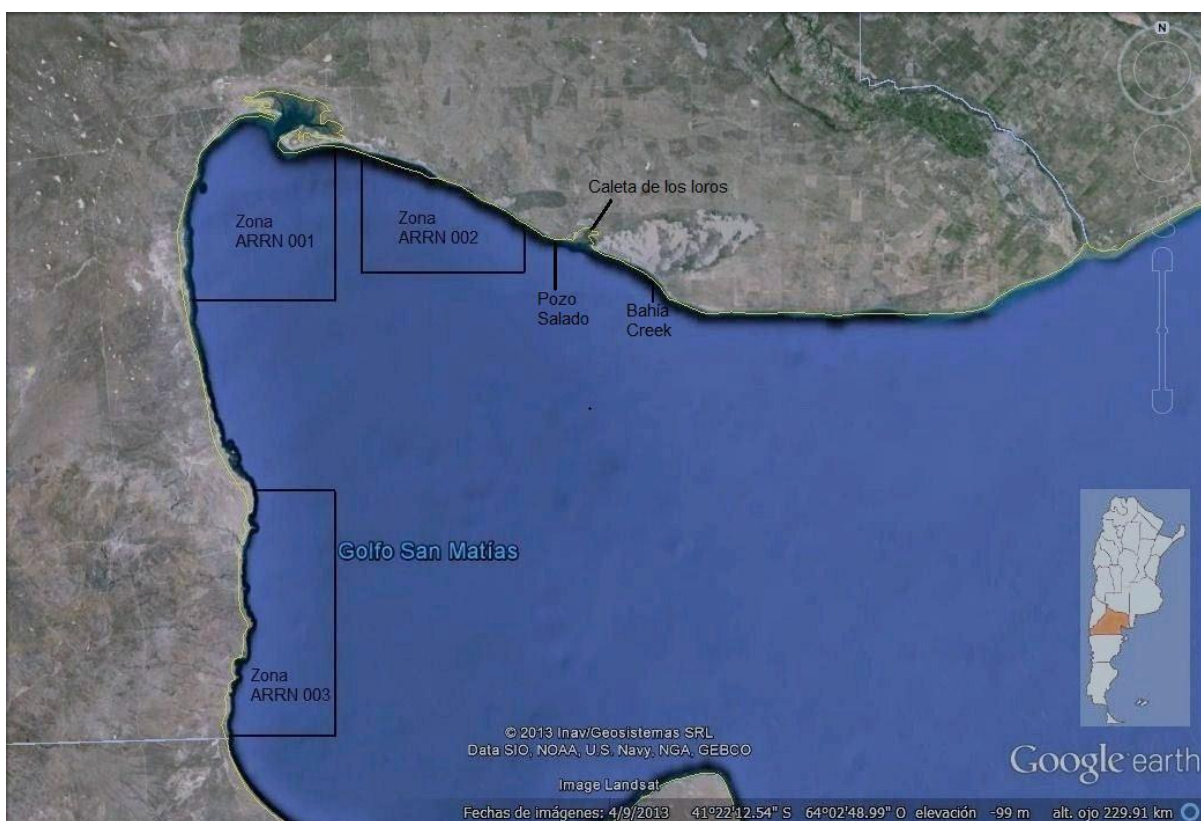 N
Caleta de los loros
Zona
ARRN 001
Zona
ARRN 002
Pozo
Salado
Bahía
Creek
Golfo San Matías
Zona
ARRN 003
© 2013 Inav/Geosistemas SRL
Data SIO, NOAA, U.S. Navy, NGA, GEBCO
Image Landsat
Google earth
Fechas de imágenes: 4/9/2013 41°22'12.54" S 64°02'48.99" O elevación -99 m alt. ojo 229.91 km